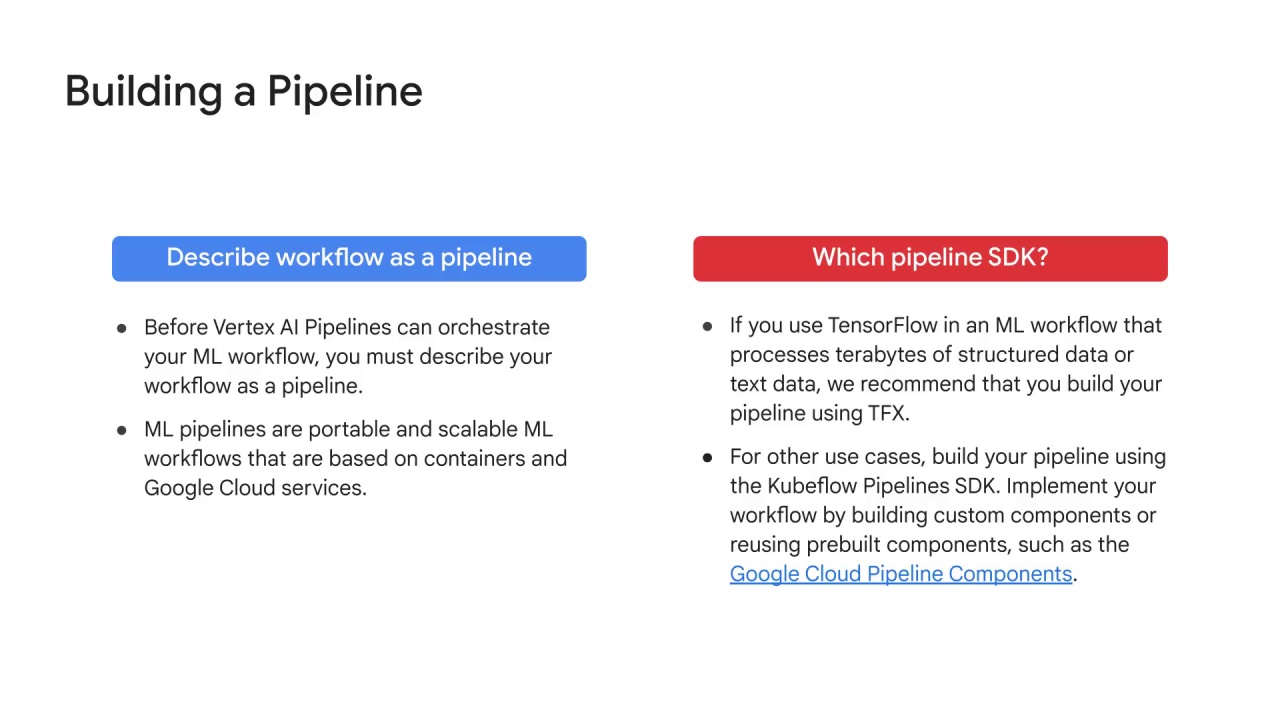 Building a Pipeline
Describe workflow as a pipeline
● Before Vertex AI Pipelines can orchestrate
your ML workflow, you must describe your
workflow as a pipeline.
● ML pipelines are portable and scalable ML
workflows that are based on containers and
Google Cloud services.
Which pipeline SDK?
● If you use TensorFlow in an ML workflow that
processes terabytes of structured data or
text data, we recommend that you build your
pipeline using TFX.
● For other use cases, build your pipeline using
the Kubeflow Pipelines SDK. Implement your
workflow by building custom components or
reusing prebuilt components, such as the
Google Cloud Pipeline Components.